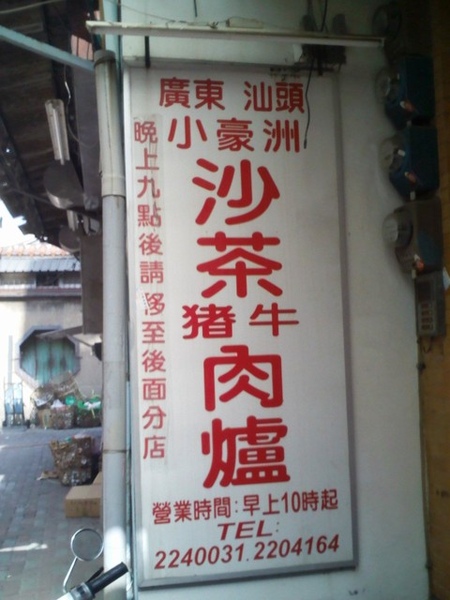 廣東 汕頭
小豪洲
沙茶
猪牛
肉爐
晚上九點後請移至後面分店
營業時間:早上10時起
TEL:
2240031.2204164